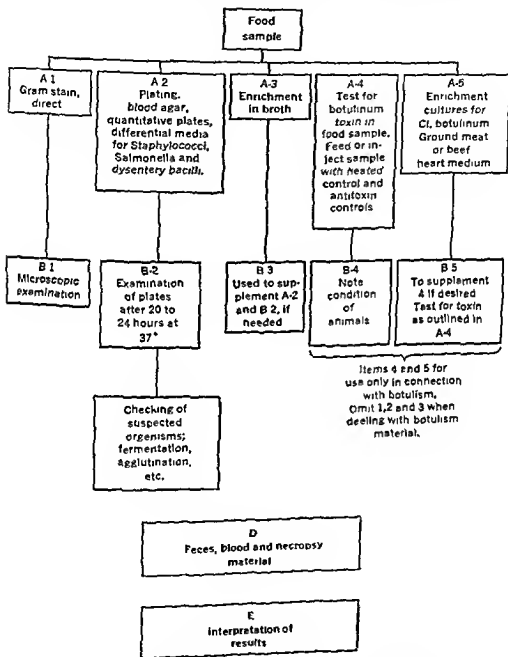 Food
sample
A 1
Gram stain,
direct
A 2
Plating.
blood agar,
quantitative plates,
differential media
for Staphylococci,
Salmonella and
dysentery bacilli.
A-3
Enrichment
in broth
A-4
Test for
botulinum
toxin in
food sample.
Feed or in-
ject sample
with heated
control and
antitoxin
controls
A-5
Enrichment
cultures for
Cl. botulinum
Ground meat
or beef
heart medium
B 1
Microscopic
examination
B-2
Examination
of plates
after 20 to
24 hours at
37°
B 3
Used to sup-
plement A-2
and B 2, if
needed
B-4
Note
condition
of
animals
B 5
To supplement
4 if desired
Test for toxin
as outlined in
A-4
Items 4 end 5 for
use only in connection
with botulism.
Omit 1,2 and 3 when
deeling with botulism
material.
Checking of
suspected
organisms;
fermentation,
agglutination,
etc.
D
Feces, blood and necropsy
material
E
interpretation of
results